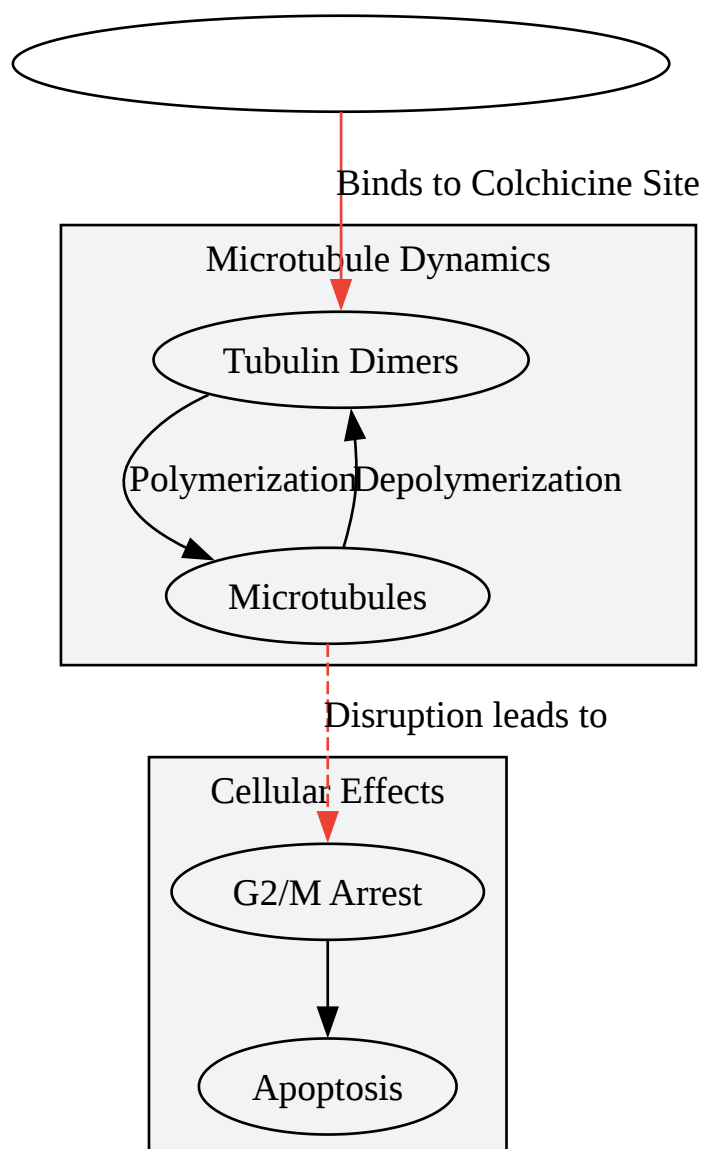 Binds to Colchicine Site
Microtubule Dynamics
Tubulin Dimers
Polymerization
Depolymerization
Microtubules
Disruption leads to
Cellular Effects
G2/M Arrest
Apoptosis